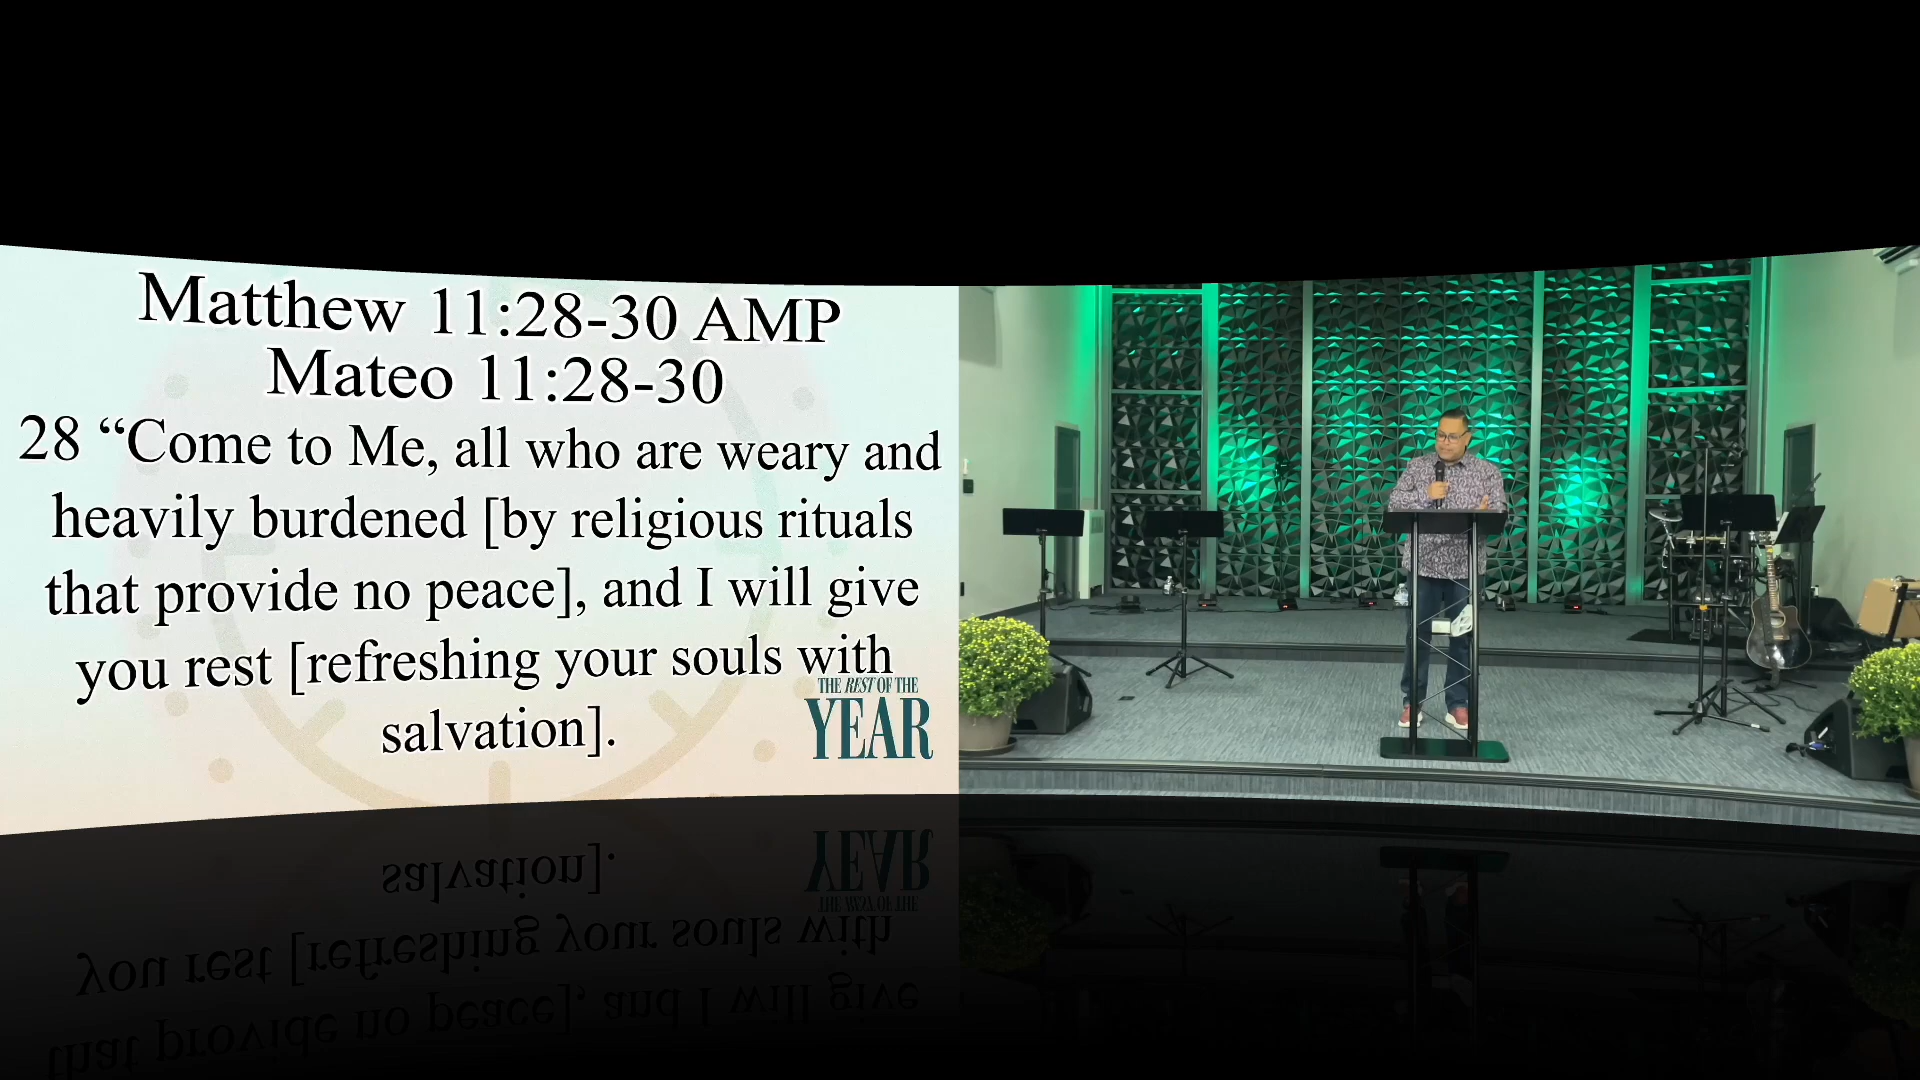 Matthew 11:28-30 AMP
Mateo 11:28-30
28 “Come to Me, all who are weary and
heavily burdened [by religious rituals
that provide no peace], and I will give
you rest [refreshing your souls with
salvation].
THE REST OF THE
YEAR